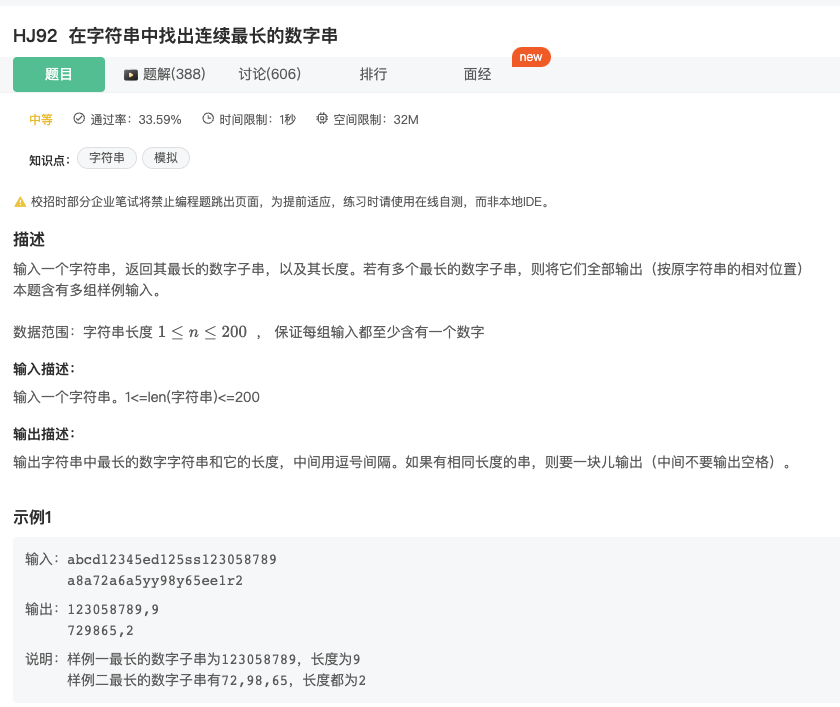 HJ92 在字符串中找出连续最长的数字串
题目 题解(388) 讨论(606) 排行 面经 new
中等 通过率：33.59% 时间限制：1秒 空间限制：32M
知识点： 字符串 模拟
校招时部分企业笔试将禁止编程题跳出页面，为提前适应，练习时请使用在线自测，而非本地IDE。
描述
输入一个字符串，返回其最长的数字子串，以及其长度。若有多个最长的数字子串，则将它们全部输出（按原字符串的相对位置）
本题含有多组样例输入。
数据范围：字符串长度 1 ≤ n ≤ 200 ， 保证每组输入都至少含有一个数字
输入描述：
输入一个字符串。1<=len(字符串)<=200
输出描述：
输出字符串中最长的数字字符串和它的长度，中间用逗号间隔。如果有相同长度的串，则要一块儿输出（中间不要输出空格）。
示例1
输入： abcd12345ed125ss123058789
a8a72a6a5yy98y65ee1r2
输出： 123058789,9
729865,2
说明： 样例一最长的数字子串为123058789，长度为9
样例二最长的数字子串有72,98,65，长度都为2